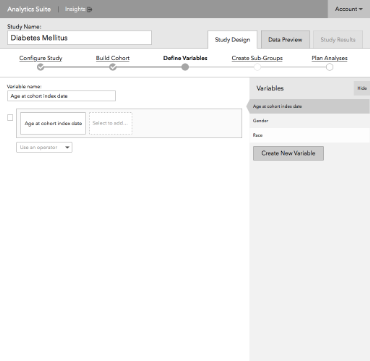 Analytics Suite | Insights Account
Study Name:
Diabetes Mellitus
Study Design Data Preview Study Results
Configure Study Build Cohort Define Variables Create Sub-Groups Plan Analyses
Variable name:
Age at cohort index date
Variables Hide
Age at cohort index date
Gender
Race
Create New Variable
Age at cohort index date Select to add...
Use an operator